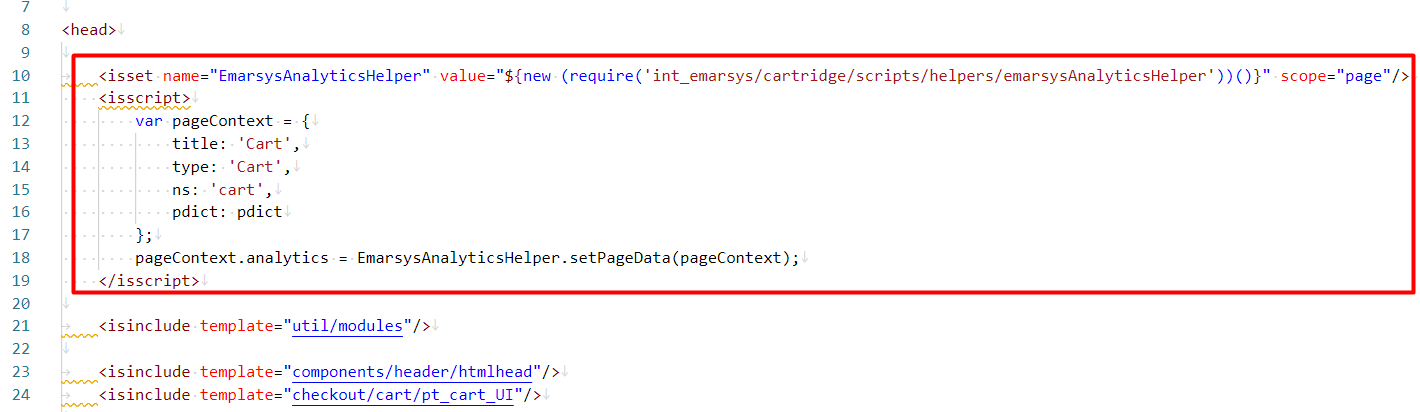 7
8 <head>
9
10 <isset name="EmarsysAnalyticsHelper" value="${new (require('int_emarsys/cartridge/scripts/helpers/emarsysAnalyticsHelper'))()}" scope="page"/>
11 <isscript>
12 var pageContext = {
13 title: 'Cart',
14 type: 'Cart',
15 ns: 'cart',
16 pdict: pdict
17 };
18 pageContext.analytics = EmarsysAnalyticsHelper.setPageData(pageContext);
19 </isscript>
20
21 <isinclude template="util/modules"/>
22
23 <isinclude template="components/header/htmlhead"/>
24 <isinclude template="checkout/cart/pt_cart_UI"/>